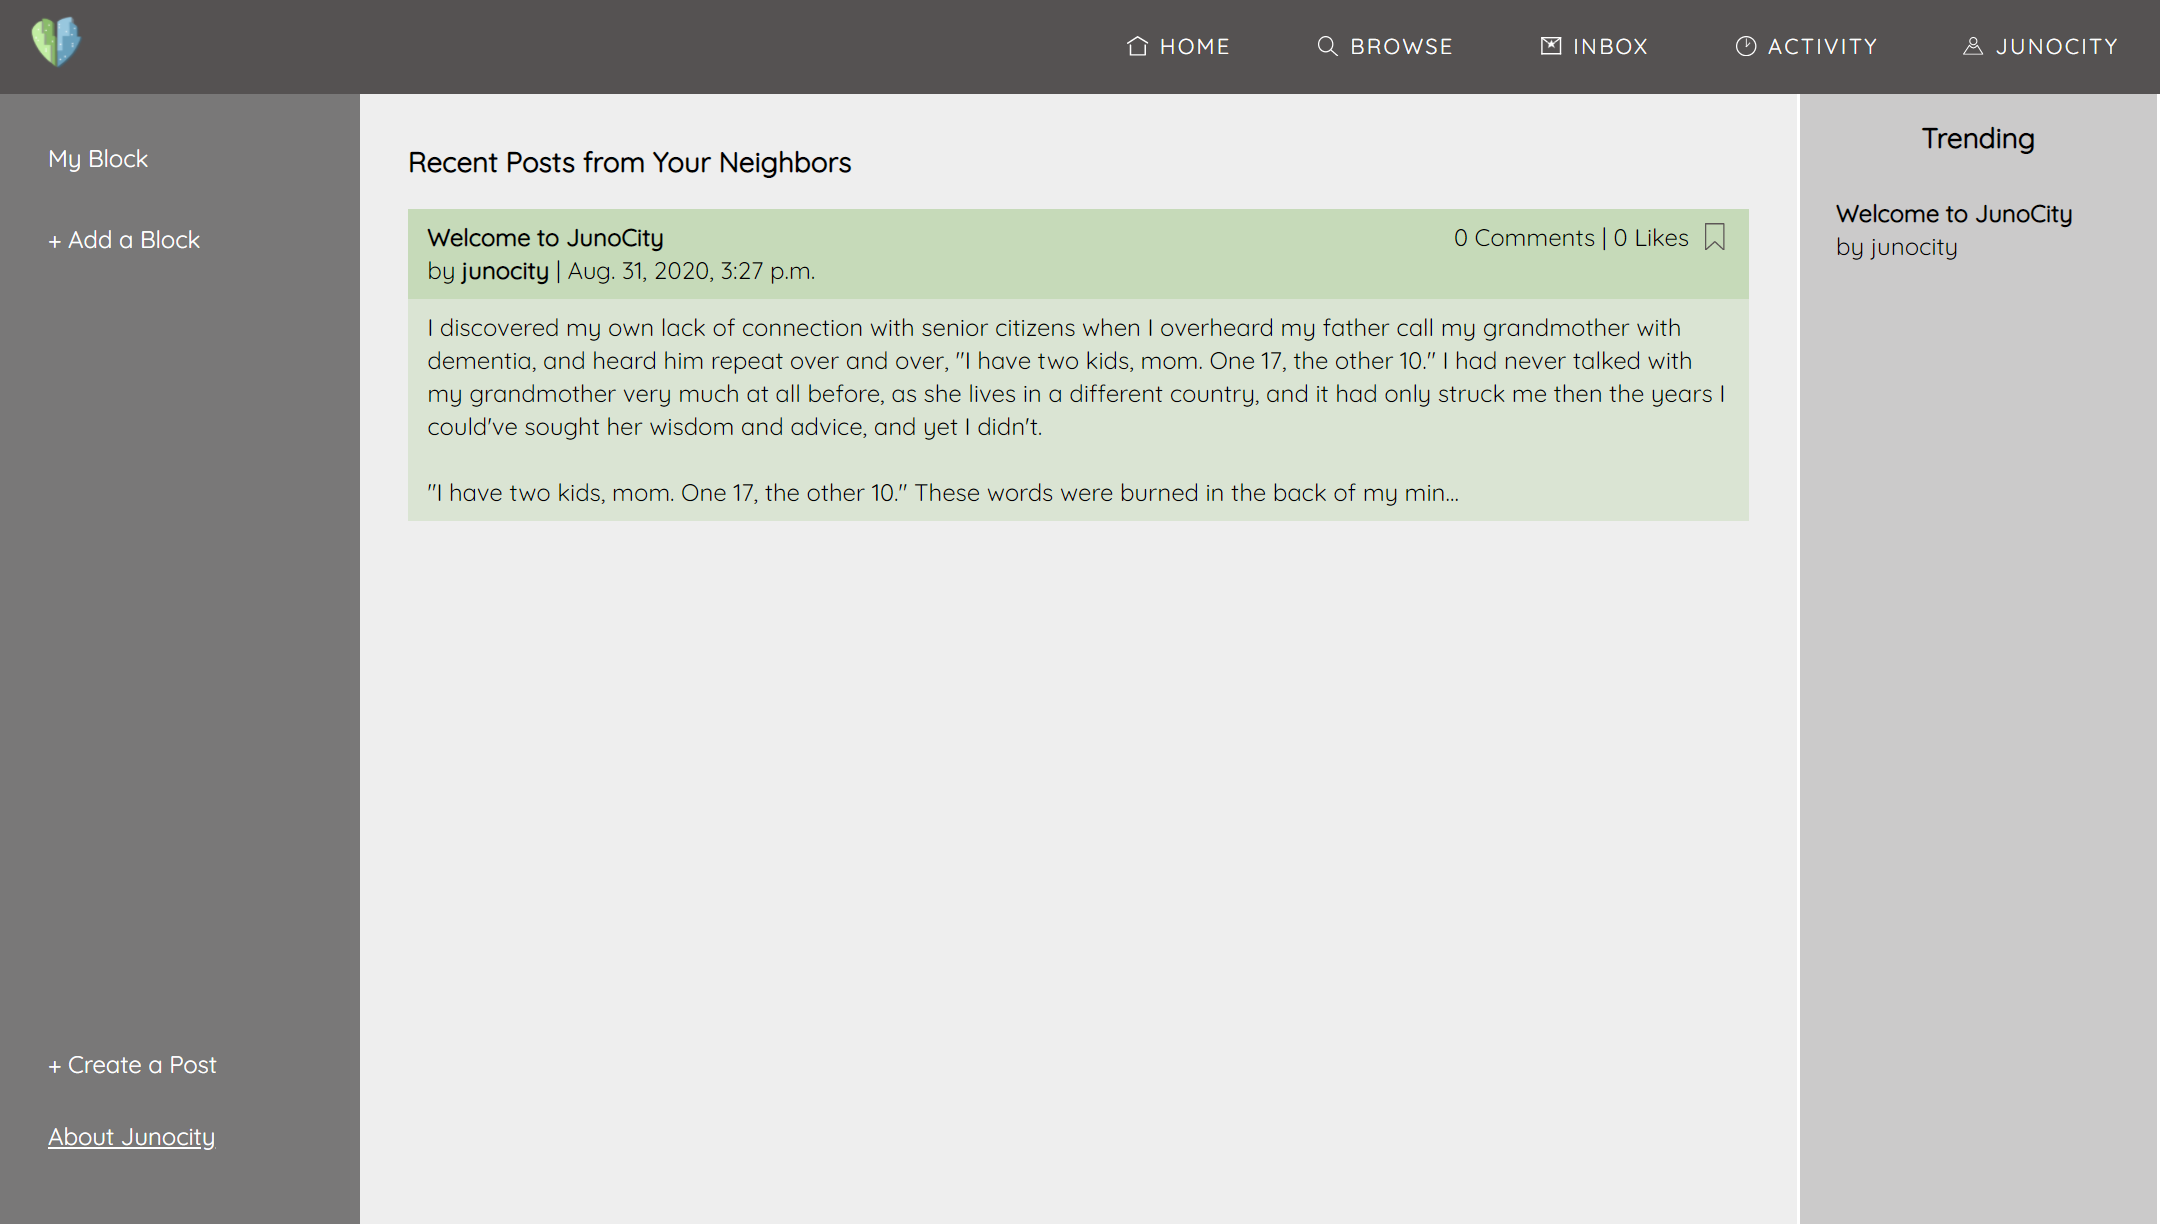 HOME
BROWSE
INBOX
ACTIVITY
JUNOCITY
My Block
+ Add a Block
+ Create a Post
About Junocity
Recent Posts from Your Neighbors
Welcome to JunoCity
0 Comments | 0 Likes
by junocity | Aug. 31, 2020, 3:27 p.m.
I discovered my own lack of connection with senior citizens when I overheard my father call my grandmother with
dementia, and heard him repeat over and over, "I have two kids, mom. One 17, the other 10." I had never talked with
my grandmother very much at all before, as she lives in a different country, and it had only struck me then the years I
could've sought her wisdom and advice, and yet I didn't.
"I have two kids, mom. One 17, the other 10." These words were burned in the back of my min...
Trending
Welcome to JunoCity
by junocity